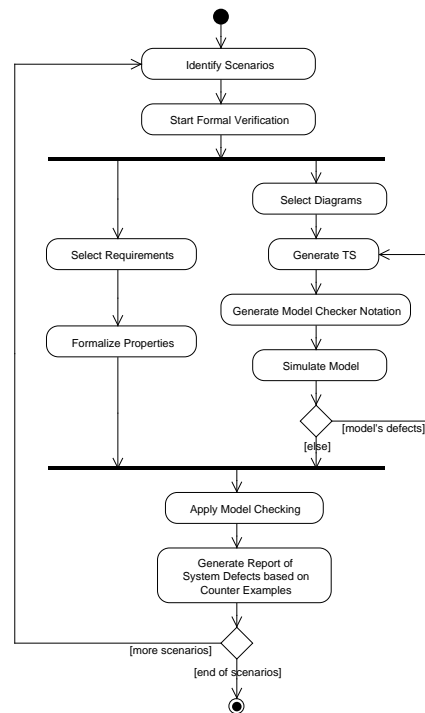 Identify Scenarios
Start Formal Verification
Select Diagrams
Select Requirements
Generate TS
Generate Model Checker Notation
Formalize Properties
Simulate Model
[model's defects]
[else]
Apply Model Checking
Generate Report of
System Defects based on
Counter Examples
[more scenarios]
[end of scenarios]